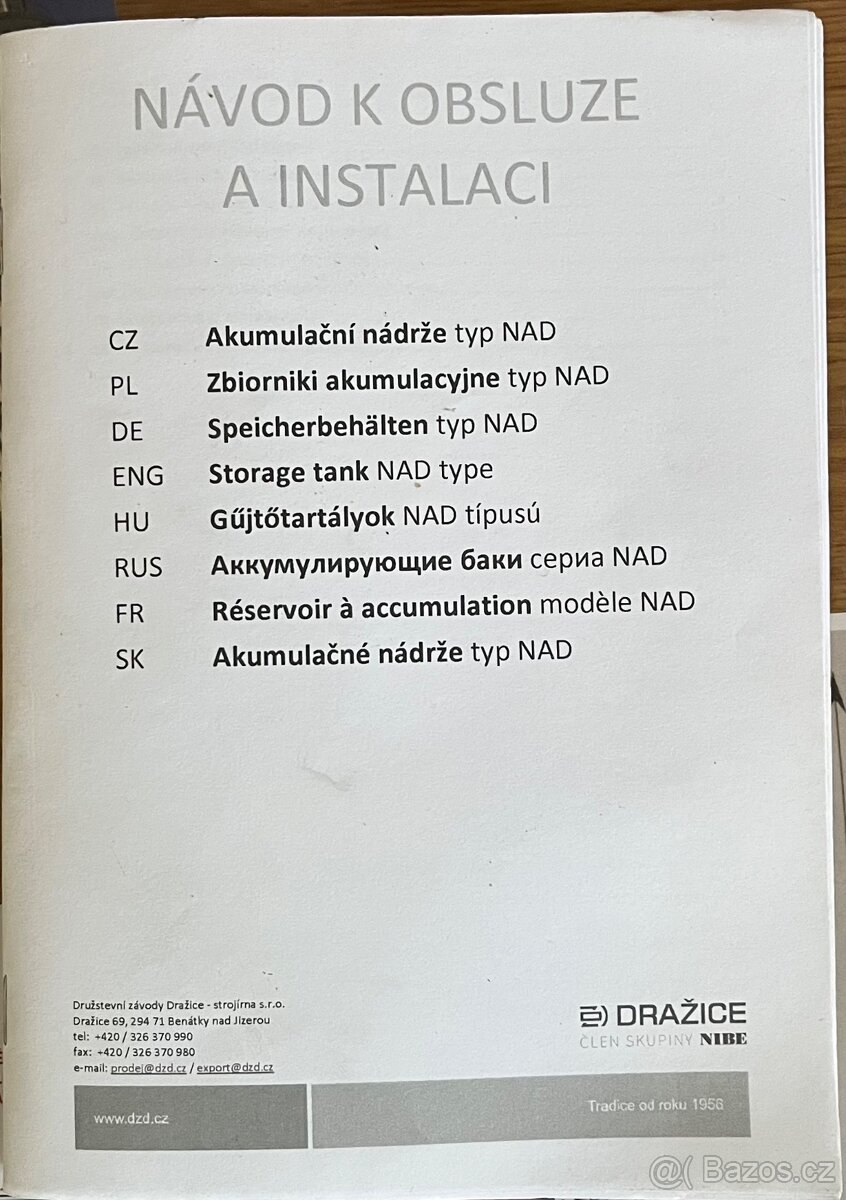 NÁVOD K OBSLUZE
A INSTALACI
CZ Akumulační nádrže typ NAD
PL Zbiorniki akumulacyjne typ NAD
DE Speicherbehälten typ NAD
ENG Storage tank NAD type
HU Gűjtőtartályok NAD típusú
RUS Аккумулирующие баки сериа NAD
FR Réservoir à accumulation modèle NAD
SK Akumulačné nádrže typ NAD
Družstevní závody Dražice - strojírna s.r.o.
Dražice 69, 294 71 Benátky nad Jizerou
tel: +420 / 326 370 990
fax: +420 / 326 370 980
e-mail: prodej@dzd.cz / export@dzd.cz
DRAŽICE
ČLEN SKUPINY NIBE
www.dzd.cz
Tradice od roku 1956
@( Bazos.cz